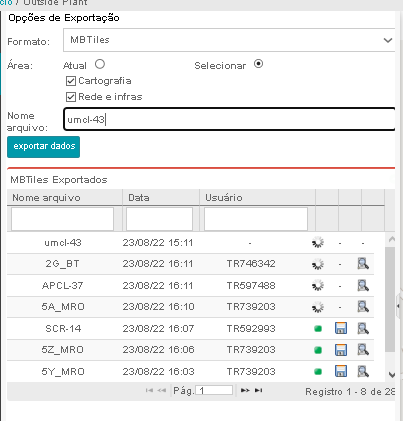 cio / Outside Plant
Opções de Exportação
Formato: MBTiles
Área: Atual Selecionar
Cartografia
Rede e infras
Nome arquivo: umcl-43
exportar dados
MBTiles Exportados
Nome arquivo Data Usuário
umcl-43 23/08/22 15:11 - -
2G_BT 23/08/22 16:11 TR746342 -
APCL-37 23/08/22 16:11 TR597488 -
5A_MRO 23/08/22 16:10 TR739203 -
SCR-14 23/08/22 16:07 TR592993
5Z_MRO 23/08/22 16:06 TR739203
5Y_MRO 23/08/22 16:03 TR739203
Pág. 1 Registro 1 - 8 de 28